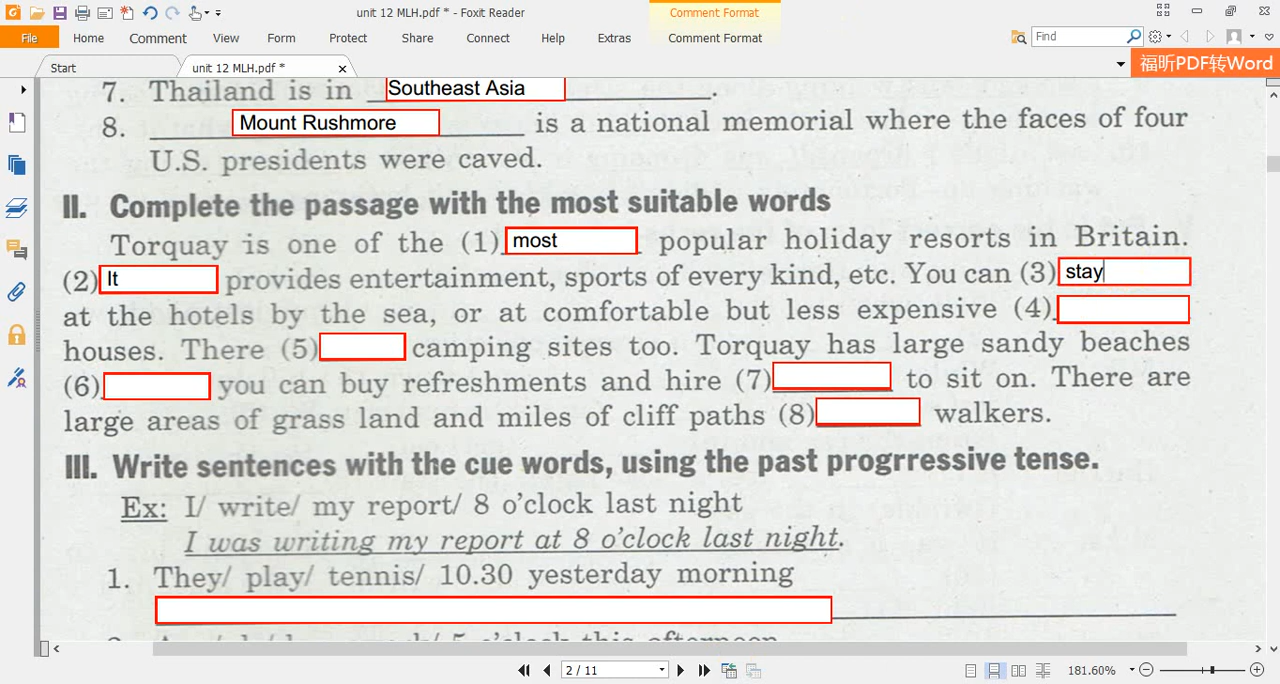 unit 12 MLH.pdf * - Foxit Reader
Comment Format
File Home Comment View Form Protect Share Connect Help Extras Comment Format Find
Start unit 12 MLH.pdf * 福昕PDF转Word
7. Thailand is in Southeast Asia .
8. Mount Rushmore is a national memorial where the faces of four
U.S. presidents were caved.
II. Complete the passage with the most suitable words
Torquay is one of the (1) most popular holiday resorts in Britain.
(2) It provides entertainment, sports of every kind, etc. You can (3) stay
at the hotels by the sea, or at comfortable but less expensive (4)
houses. There (5) camping sites too. Torquay has large sandy beaches
(6) you can buy refreshments and hire (7) to sit on. There are
large areas of grass land and miles of cliff paths (8) walkers.
III. Write sentences with the cue words, using the past progrressive tense.
Ex: I/ write/ my report/ 8 o'clock last night
I was writing my report at 8 o'clock last night.
1. They/ play/ tennis/ 10.30 yesterday morning
2 / 11 181.60%